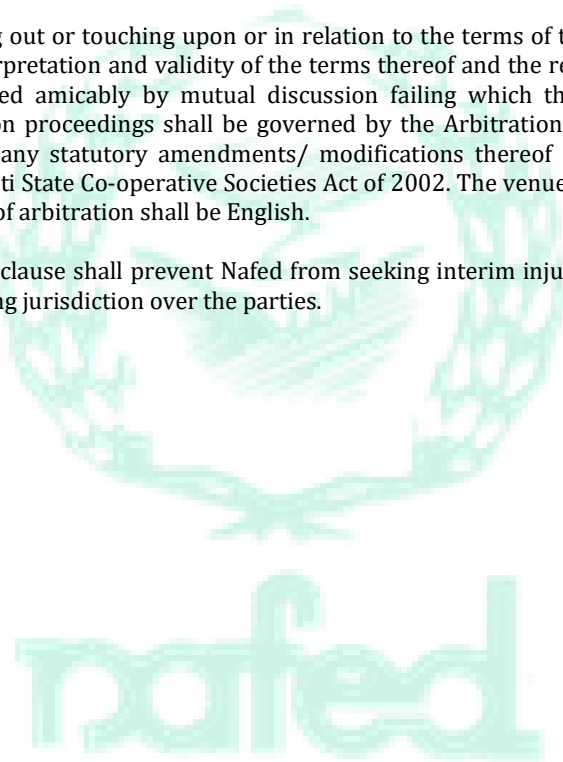 g out or touching upon or in relation to the terms of t
rpretation and validity of the terms thereof and the re
ed amicably by mutual discussion failing which th
on proceedings shall be governed by the Arbitration
any statutory amendments/ modifications thereof
ti State Co-operative Societies Act of 2002. The venue
of arbitration shall be English.
clause shall prevent Nafed from seeking interim inju
ng jurisdiction over the parties.
nafed